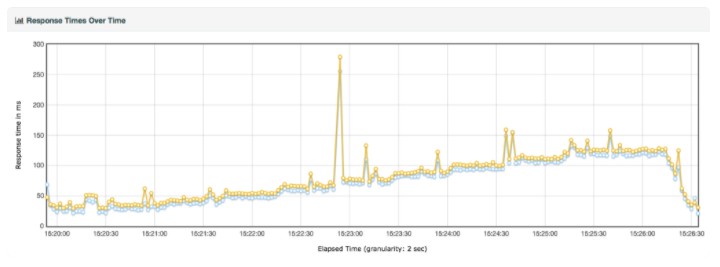 Response Times Over Time
300
250
200
150
100
50
0
Response time in ms
15:20:00 15:20:30 15:21:00 15:21:30 15:22:00 15:22:30 15:23:00 15:23:30 15:24:00 15:24:30 15:25:00 15:25:30 15:26:00 15:26:30
Elapsed Time (granularity: 2 sec)